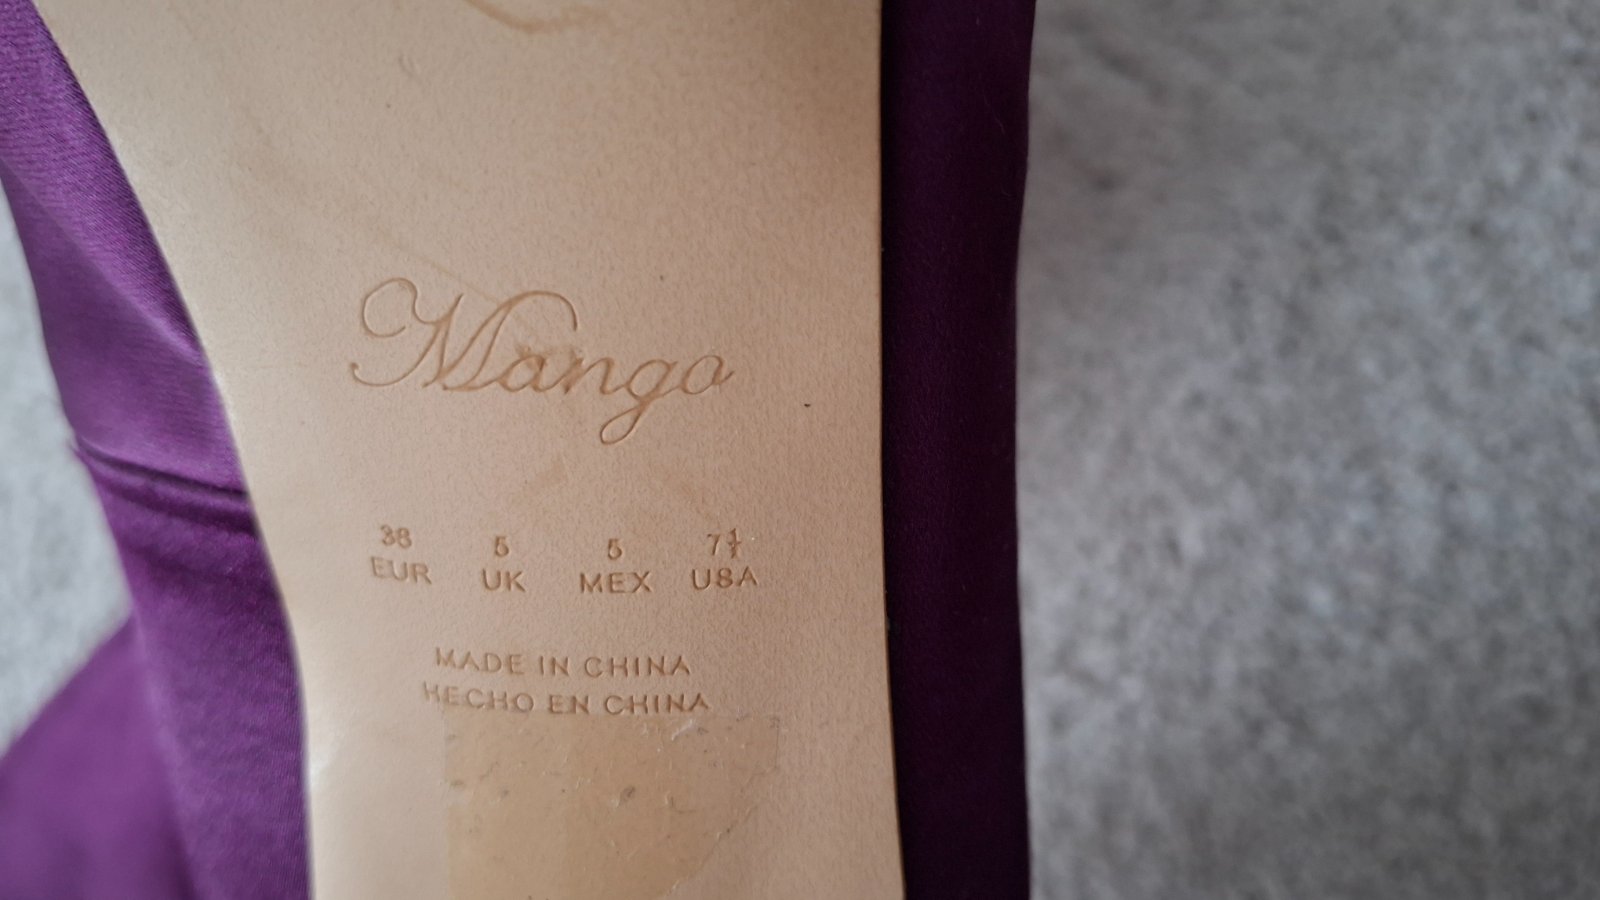 Mango
38 5 5 7½
EUR UK MEX USA
MADE IN CHINA
HECHO EN CHINA